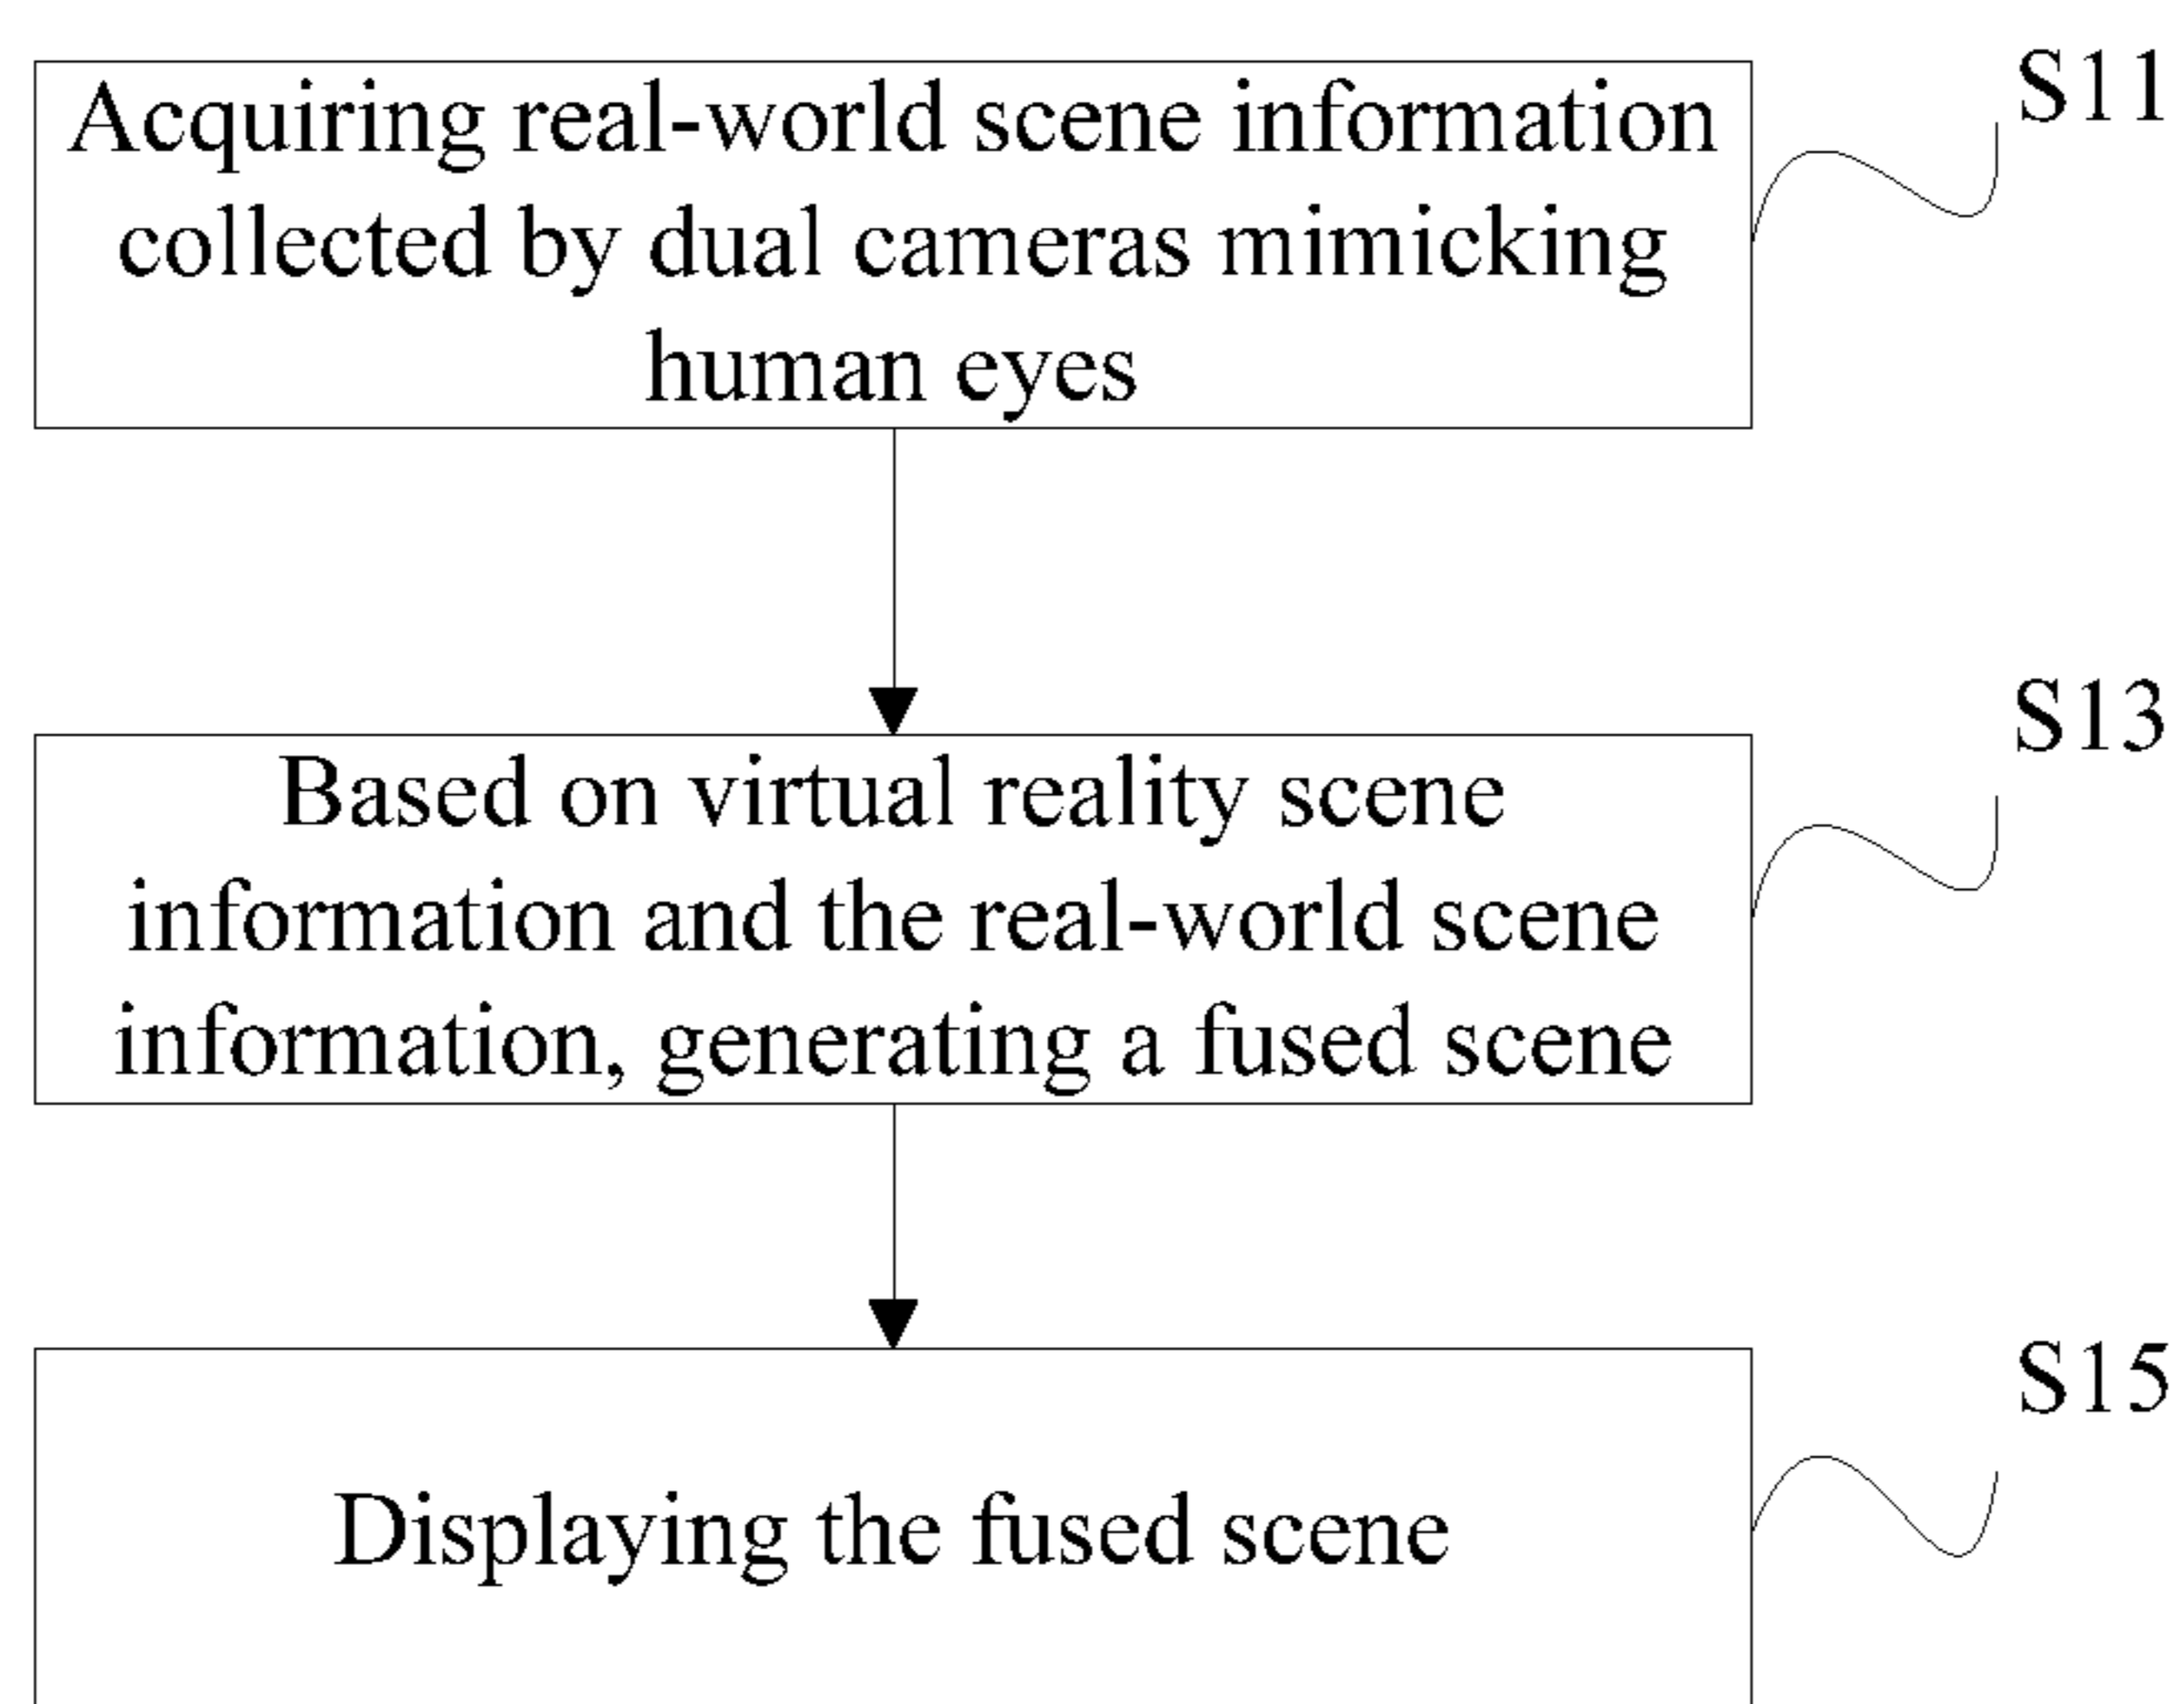 S11
Acquiring real-world scene information
collected by dual cameras mimicking
human eyes
S13
Based on virtual reality scene
information and the real-world scene
information, generating a fused scene
S15
Displaying the fused scene